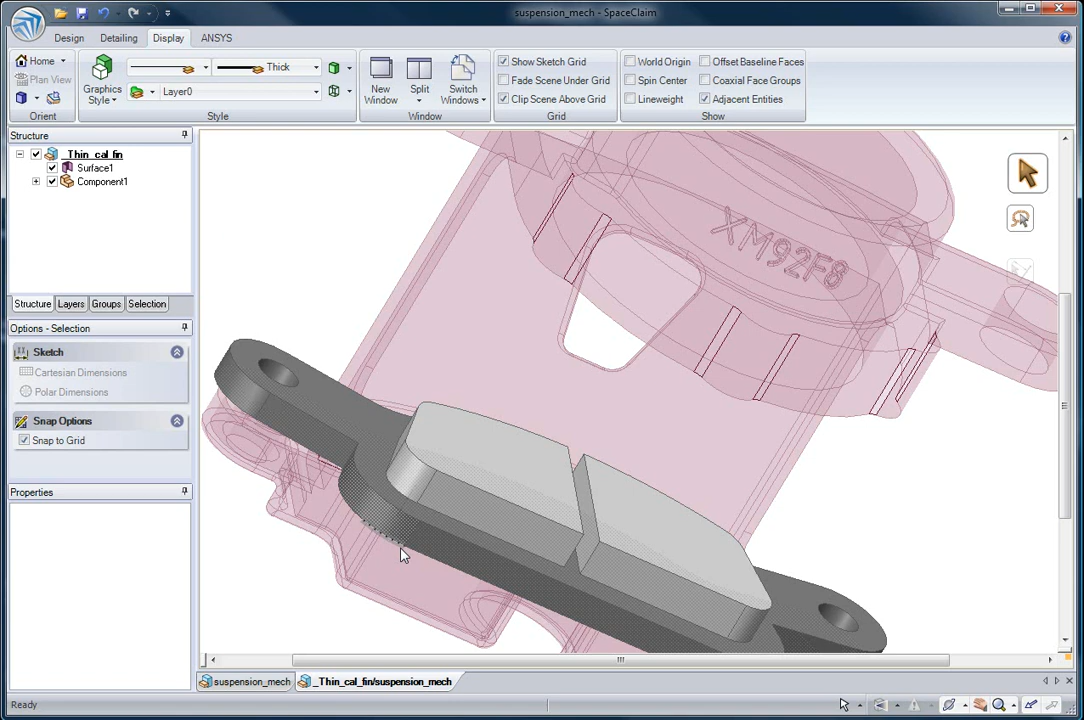 suspension_mech - SpaceClaim
Design Detailing Display ANSYS
Home
Plan View
Orient
Graphics Style
Thick
Layer0
Style
New Window
Split
Switch Windows
Window
Show Sketch Grid
Fade Scene Under Grid
Clip Scene Above Grid
Grid
World Origin
Spin Center
Lineweight
Offset Baseline Faces
Coaxial Face Groups
Adjacent Entities
Show
Structure
_Thin_cal_fin
Surface1
Component1
Structure Layers Groups Selection
Options - Selection
Sketch
Cartesian Dimensions
Polar Dimensions
Snap Options
Snap to Grid
Properties
XM92F8
suspension_mech
_Thin_cal_fin/suspension_mech
Ready